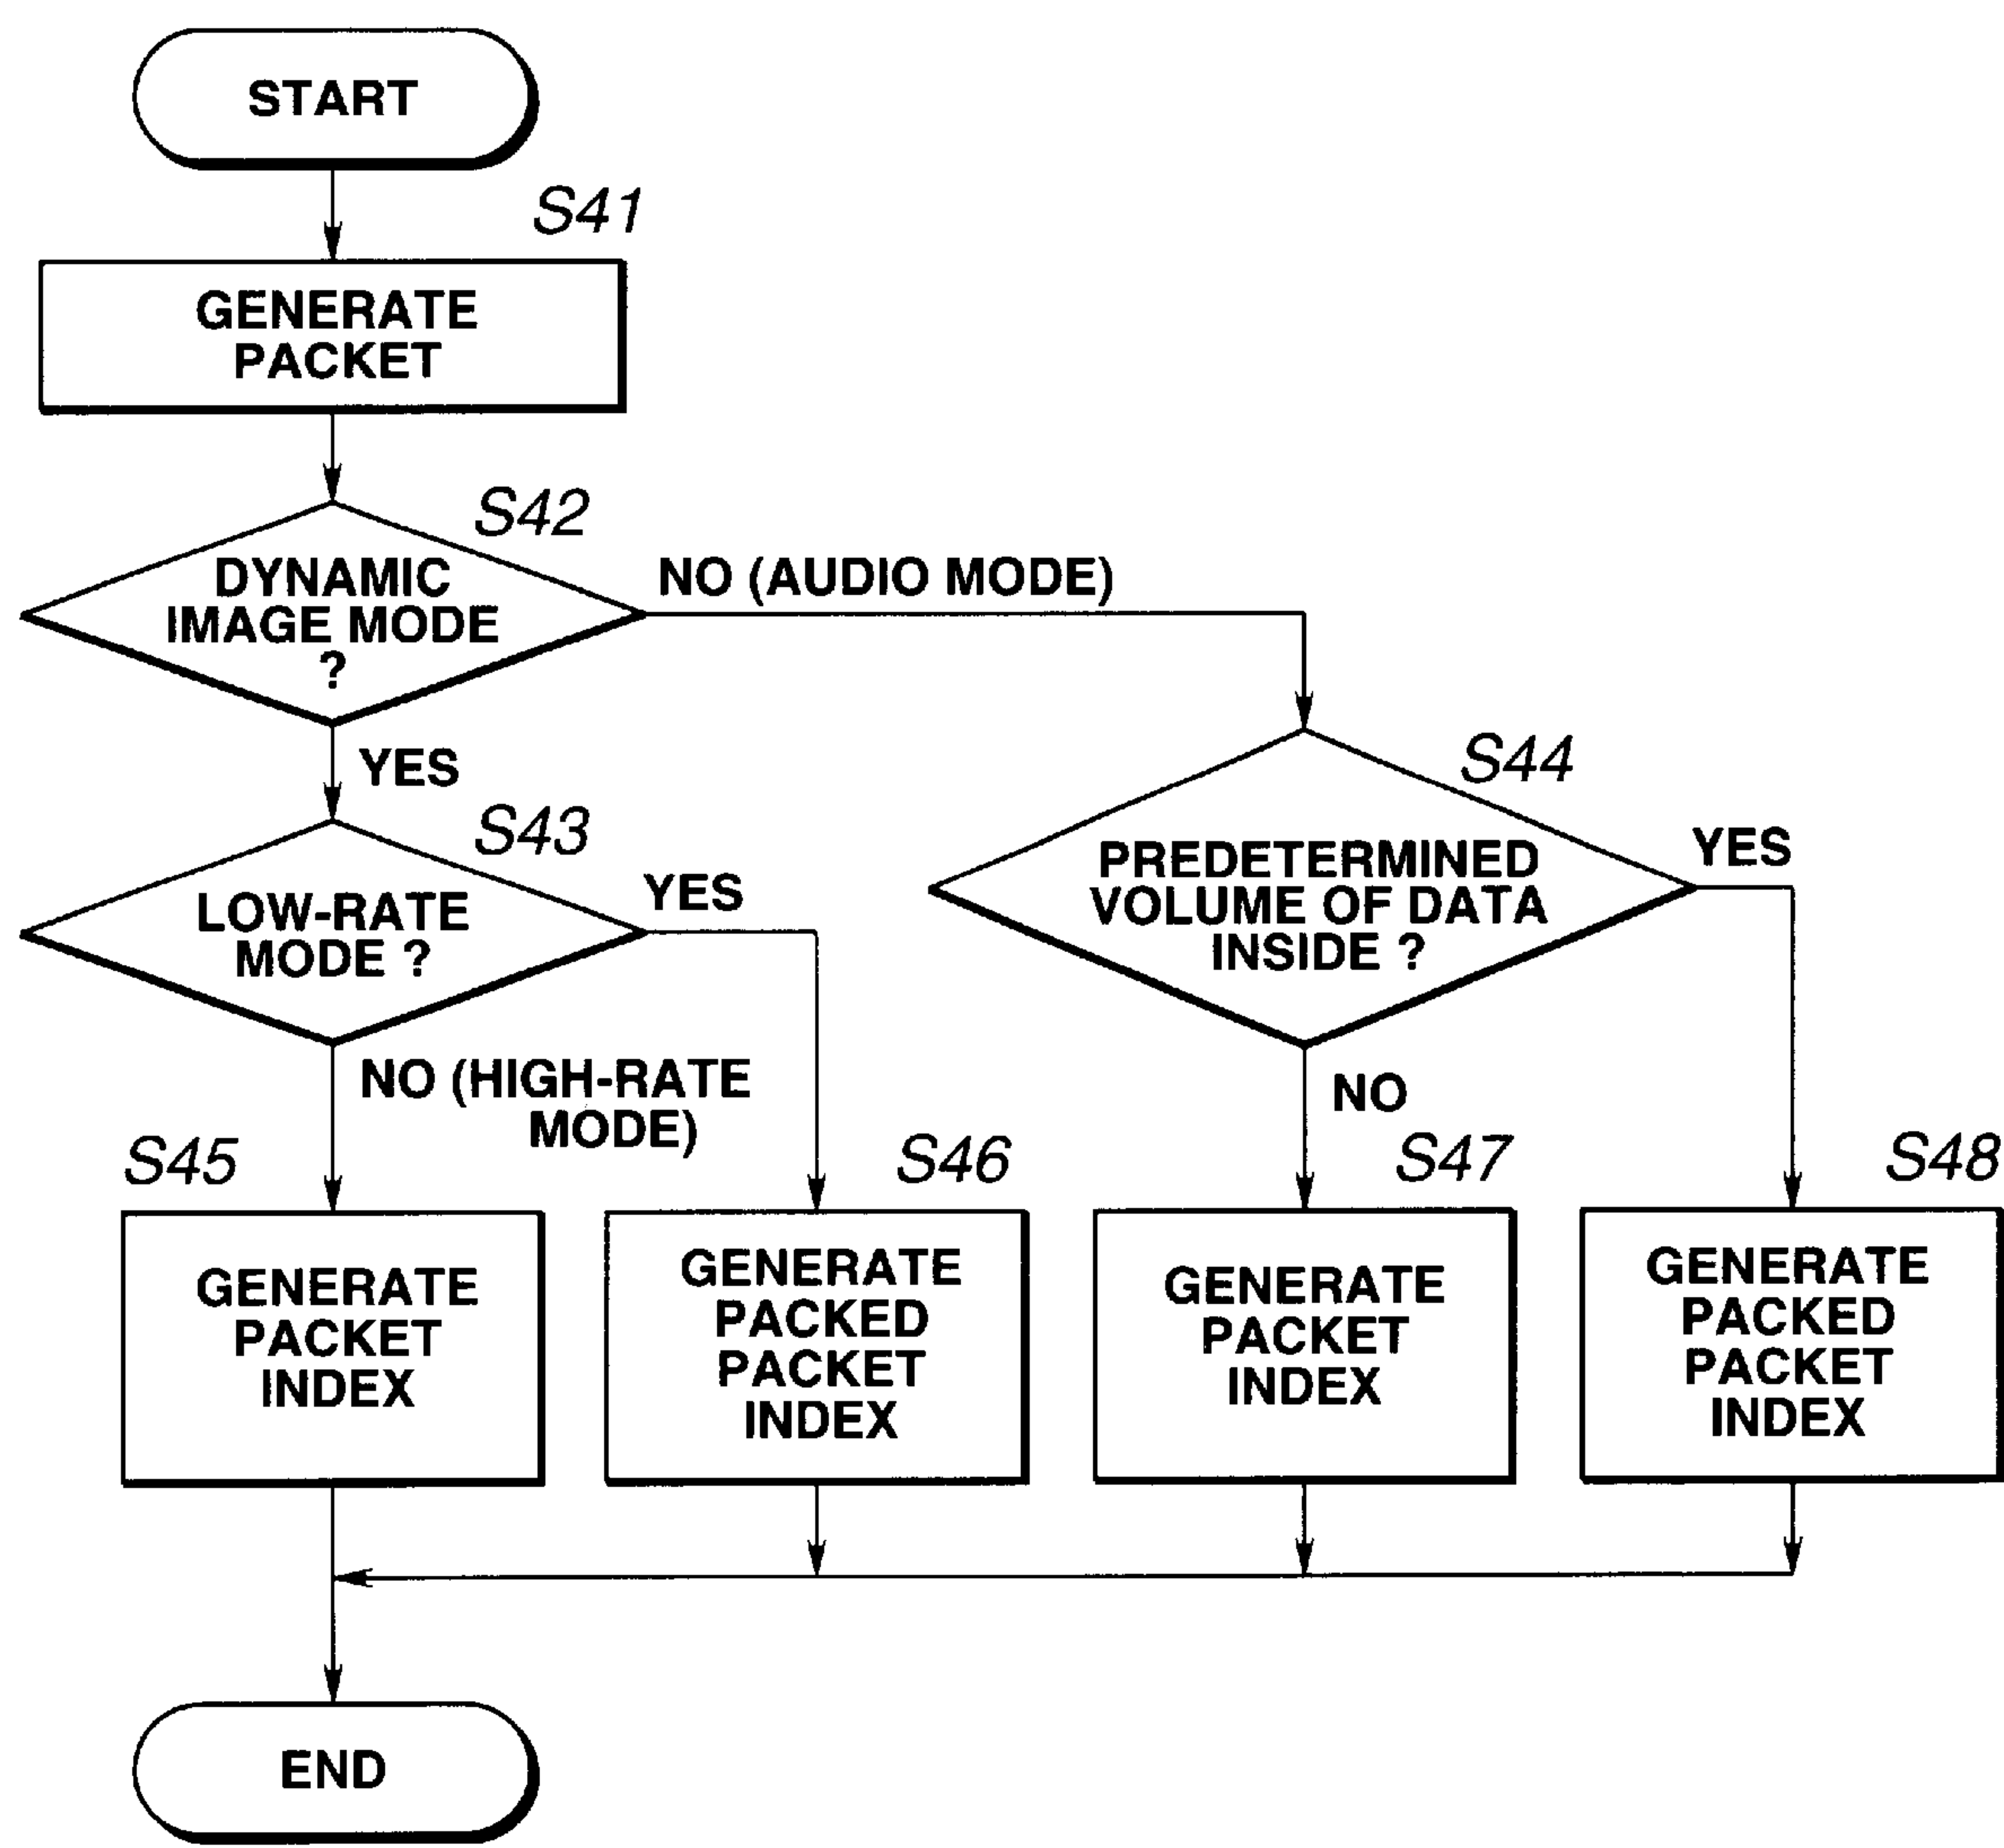 START
S41
GENERATE
PACKET
S42
DYNAMIC
IMAGE MODE
?
NO (AUDIO MODE)
YES
S43
LOW-RATE
MODE ?
YES
NO (HIGH-RATE
MODE)
S44
PREDETERMINED
VOLUME OF DATA
INSIDE ?
YES
NO
S45
GENERATE
PACKET
INDEX
S46
GENERATE
PACKED
PACKET
INDEX
S47
GENERATE
PACKET
INDEX
S48
GENERATE
PACKED
PACKET
INDEX
END